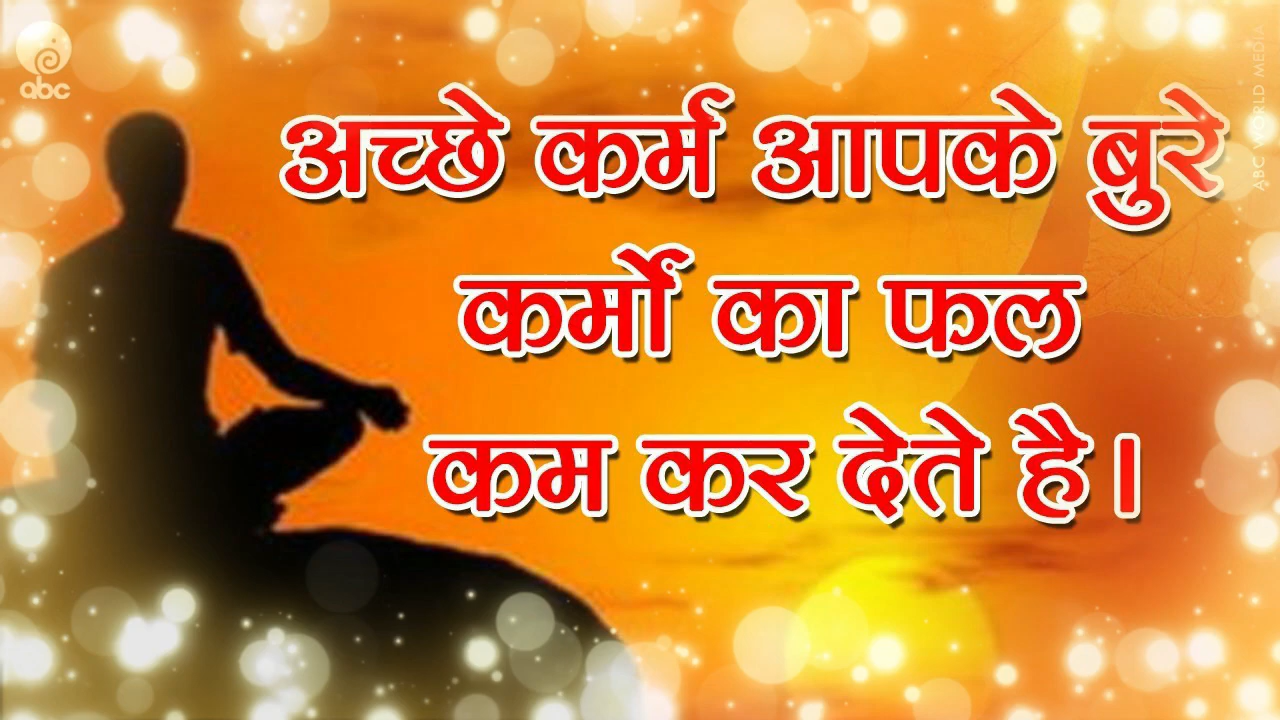 abc
अच्छे कर्म आपके बुरे
कर्मों का फल
कम कर देते है।
ABC WORLD MEDIA